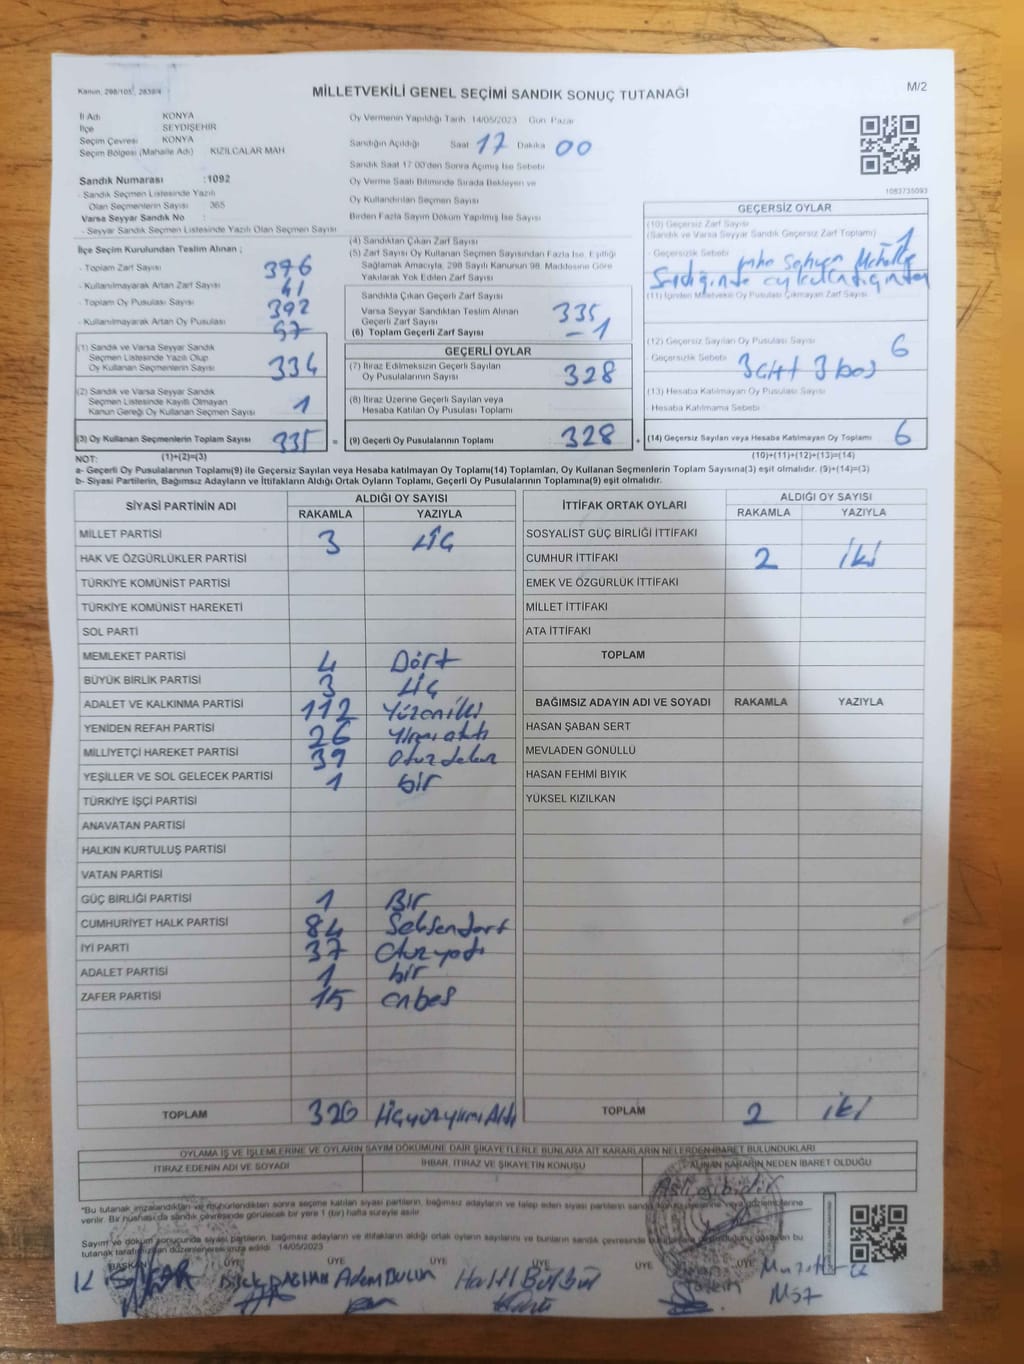 Kanun, 298/105, 2839/4
MİLLETVEKİLİ GENEL SEÇİMİ SANDIK SONUÇ TUTANAĞI
M/2
İl Adı KONYA
İlçe SEYDİŞEHİR
Seçim Çevresi KONYA
Seçim Bölgesi (Mahalle Adı) KIZILCALAR MAH.
Oy Vermenin Yapıldığı Tarih 14/05/2023 Gün Pazar
Sandığın Açıldığı Saat 17 Dakika 00
Sandık Saat 17.00'den Sonra Açılmış İse Sebebi
Oy Verme Saati Bitiminde Sırada Bekleyen ve
Oy Kullandırılan Seçmen Sayısı
Birden Fazla Sayım Döküm Yapılmış İse Sayısı
1083735093
Sandık Numarası :1092
- Sandık Seçmen Listesinde Yazılı
Olan Seçmenlerin Sayısı 365
Varsa Seyyar Sandık No :
- Seyyar Sandık Seçmen Listesinde Yazılı Olan Seçmen Sayısı
İlçe Seçim Kurulundan Teslim Alınan ;
- Toplam Zarf Sayısı 376
- Kullanılmayarak Artan Zarf Sayısı 41
- Toplam Oy Pusulası Sayısı 392
- Kullanılmayarak Artan Oy Pusulası 57
(1) Sandık ve Varsa Seyyar Sandık
Seçmen Listesinde Yazılı Olup
Oy Kullanan Seçmenlerin Sayısı 334
(2) Sandık ve Varsa Seyyar Sandık
Seçmen Listesinde Kayıtlı Olmayan
Kanun Gereği Oy Kullanan Seçmen Sayısı 1
(3) Oy Kullanan Seçmenlerin Toplam Sayısı 335 =
(4) Sandıktan Çıkan Zarf Sayısı
(5) Zarf Sayısı Oy Kullanan Seçmen Sayısından Fazla İse, Eşitliği
Sağlamak Amacıyla, 298 Sayılı Kanunun 98. Maddesine Göre
Yakılarak Yok Edilen Zarf Sayısı
Sandıkta Çıkan Geçerli Zarf Sayısı
Varsa Seyyar Sandıktan Teslim Alınan
Geçerli Zarf Sayısı 335
(6) Toplam Geçerli Zarf Sayısı -1
GEÇERLİ OYLAR
(7) İtiraz Edilmeksizin Geçerli Sayılan
Oy Pusulalarının Sayısı 328
(8) İtiraz Üzerine Geçerli Sayılan veya
Hesaba Katılan Oy Pusulası Toplamı
(9) Geçerli Oy Pusulalarının Toplamı 328 +
GEÇERSİZ OYLAR
(10) Geçersiz Zarf Sayısı
(Sandık ve Varsa Seyyar Sandık Geçersiz Zarf Toplamı) 1
Geçersizlik Sebebi
(11) İçinden Milletvekili Oy Pusulası Çıkmayan Zarf Sayısı
(12) Geçersiz Sayılan Oy Pusulası Sayısı 6
Geçersizlik Sebebi 3 çift 3 boş
(13) Hesaba Katılmayan Oy Pusulası Sayısı
Hesaba Katılmama Sebebi
(14) Geçersiz Sayılan veya Hesaba Katılmayan Oy Toplamı 6
NOT: (1)+(2)=(3)
(10)+(11)+(12)+(13)=(14)
a- Geçerli Oy Pusulalarının Toplamı(9) ile Geçersiz Sayılan veya Hesaba katılmayan Oy Toplamı(14) Toplamları, Oy Kullanan Seçmenlerin Toplam Sayısına(3) eşit olmalıdır. (9)+(14)=(3)
b- Siyasi Partilerin, Bağımsız Adayların ve İttifakların Aldığı Ortak Oyların Toplamı, Geçerli Oy Pusulalarının Toplamına(9) eşit olmalıdır.
SİYASİ PARTİNİN ADI ALDIĞI OY SAYISI
RAKAMLA YAZIYLA
MİLLET PARTİSİ 3 üç
HAK VE ÖZGÜRLÜKLER PARTİSİ
TÜRKİYE KOMÜNİST PARTİSİ
TÜRKİYE KOMÜNİST HAREKETİ
SOL PARTİ
MEMLEKET PARTİSİ 4 Dört
BÜYÜK BİRLİK PARTİSİ 3 üç
ADALET VE KALKINMA PARTİSİ 112 Yüzoniki
YENİDEN REFAH PARTİSİ 26 Yirmialtı
MİLLİYETÇİ HAREKET PARTİSİ 39 Otuzdokuz
YEŞİLLER VE SOL GELECEK PARTİSİ 1 bir
TÜRKİYE İŞÇİ PARTİSİ
ANAVATAN PARTİSİ
HALKIN KURTULUŞ PARTİSİ
VATAN PARTİSİ
GÜÇ BİRLİĞİ PARTİSİ 1 Bir
CUMHURİYET HALK PARTİSİ 84 Seksendört
İYİ PARTİ 37 Otuzyedi
ADALET PARTİSİ 1 bir
ZAFER PARTİSİ 15 onbeş
TOPLAM 326 üçyüzyirmiAltı
İTTİFAK ORTAK OYLARI ALDIĞI OY SAYISI
RAKAMLA YAZIYLA
SOSYALİST GÜÇ BİRLİĞİ İTTİFAKI
CUMHUR İTTİFAKI 2 iki
EMEK VE ÖZGÜRLÜK İTTİFAKI
MİLLET İTTİFAKI
ATA İTTİFAKI
TOPLAM
BAĞIMSIZ ADAYIN ADI VE SOYADI RAKAMLA YAZIYLA
HASAN ŞABAN SERT
MEVLADEN GÖNÜLLÜ
HASAN FEHMİ BIYIK
YÜKSEL KIZILKAN
TOPLAM 2 iki
OYLAMA İŞ VE İŞLEMLERİNE VE OYLARIN SAYIM DÖKÜMÜNE DAİR ŞİKAYETLERLE BUNLARA AİT KARARLARIN NELERDEN İBARET BULUNDUKLARI
İTİRAZ EDENİN ADI VE SOYADI
İHBAR, İTİRAZ VE ŞİKAYETİN KONUSU
ALINAN KARARIN NEDEN İBARET OLDUĞU
Aslı gibidir
*Bu tutanak imzalandıktan ve mühürlendikten sonra seçime katılan siyasi partilerin, bağımsız adayların ve talep eden siyasi partilerin sandık
verilir. Bir nüshası da sandık çevresinde görülecek bir yere 1 (bir) hafta süreyle asılır.
Sayım ve döküm sonucunda siyasi partilerin, bağımsız adayların ve ittifakların aldığı ortak oyların sayılarını ve bunların sandık çevresinde
tutanak tarafımızdan düzenlenerek imza edildi. 14/05/2023
BAŞKAN ÜYE ÜYE ÜYE ÜYE ÜYE
Adem BULUN Halil Bülbül